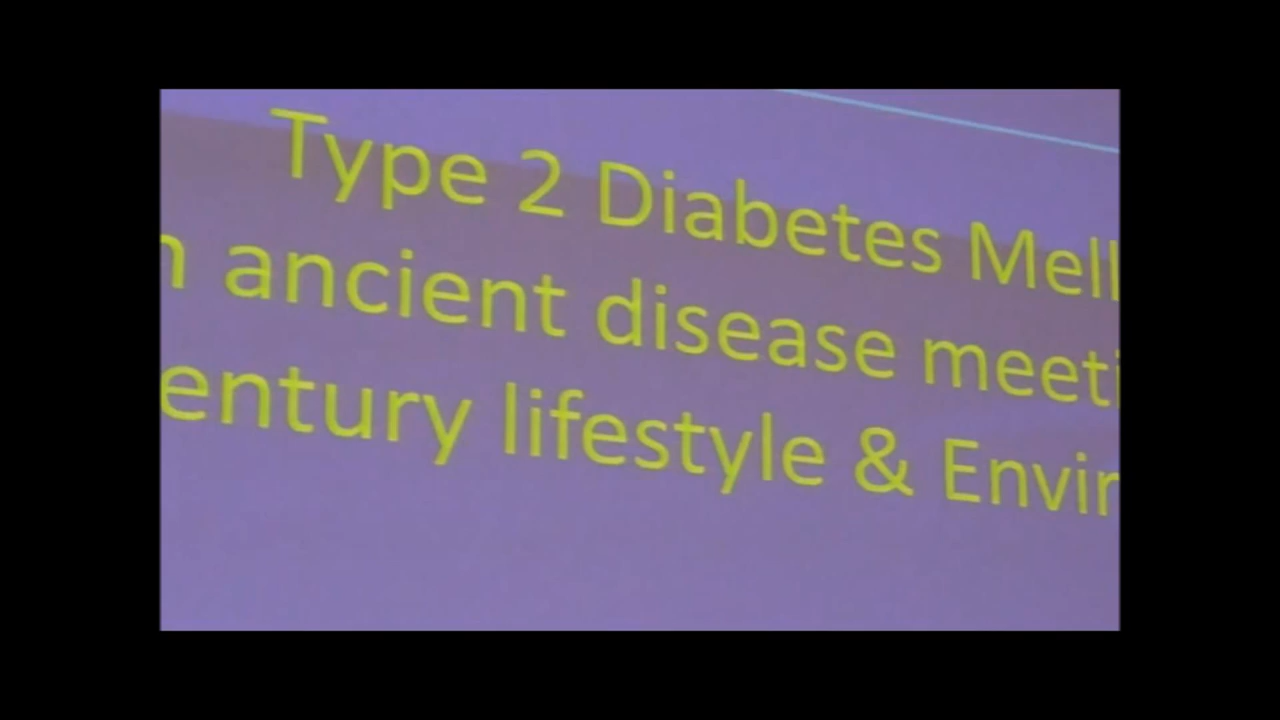 Type 2 Diabetes Mell
n ancient disease meeti
entury lifestyle & Envir